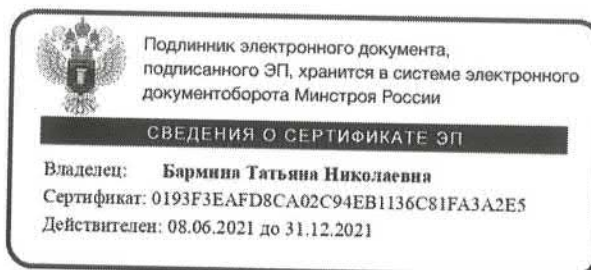 Подлинник электронного документа,
подписанного ЭП, хранится в системе электронного
документоборота Минстроя России
СВЕДЕНИЯ О СЕРТИФИКАТЕ ЭП
Владелец: Бармина Татьяна Николаевна
Сертификат: 0193F3EAFD8CA02C94EB1136C81FA3A2E5
Действителен: 08.06.2021 до 31.12.2021